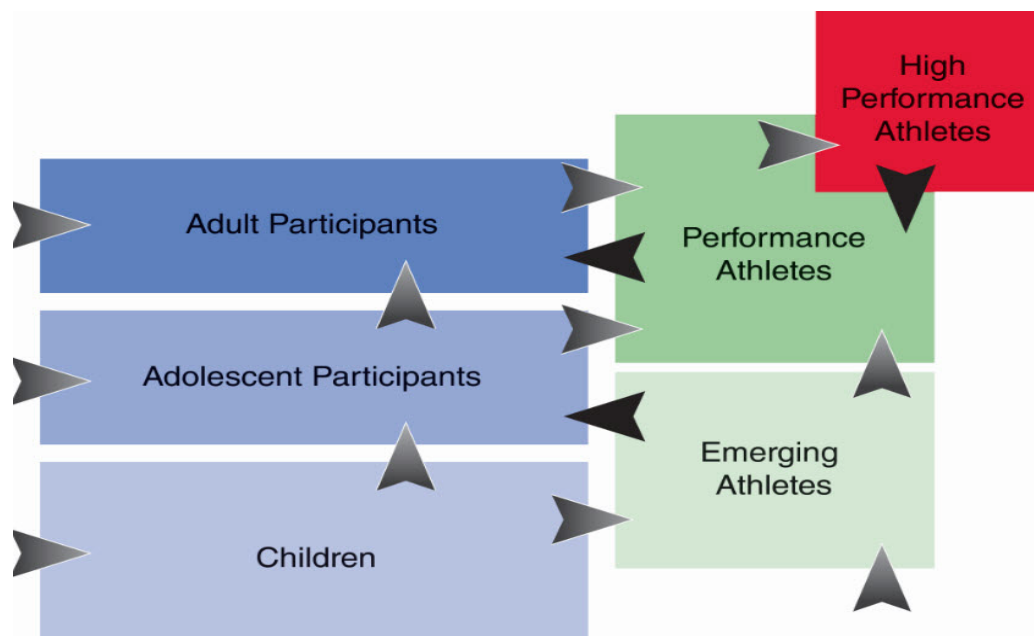 High
Performance
Athletes
Adult Participants
Performance
Athletes
Adolescent Participants
Emerging
Athletes
Children